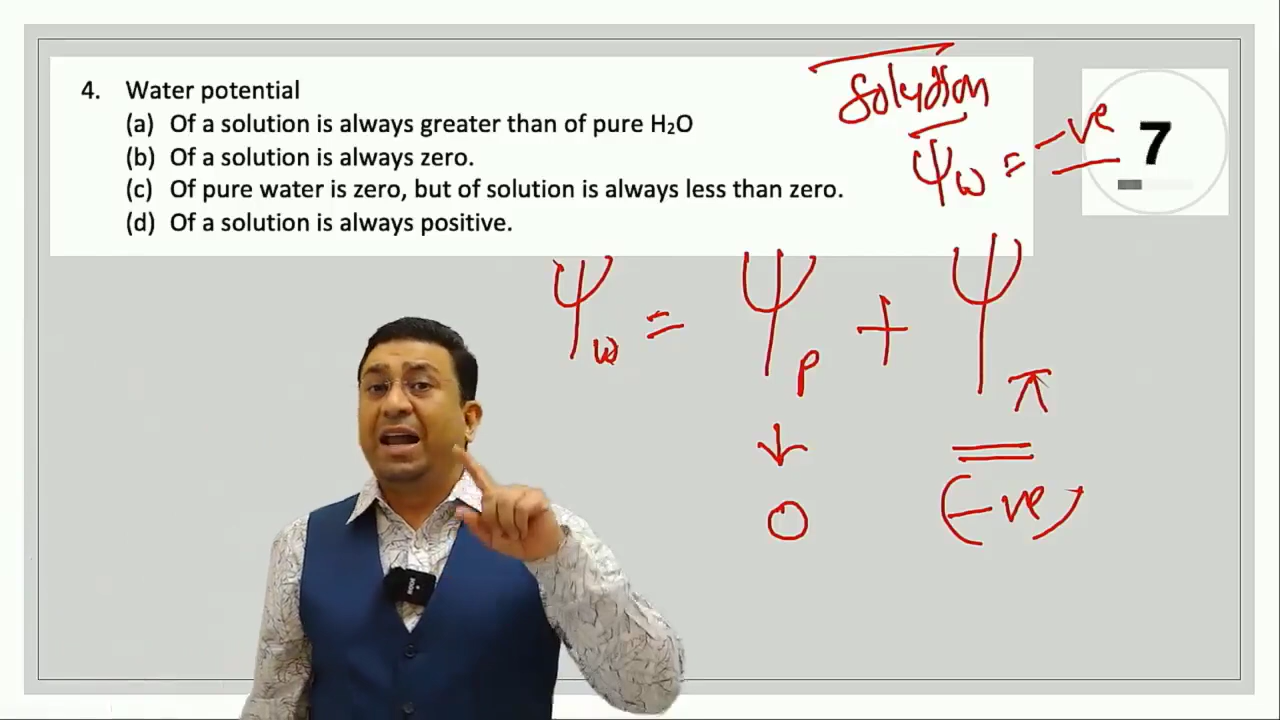 4. Water potential
(a) Of a solution is always greater than of pure H₂O
(b) Of a solution is always zero.
(c) Of pure water is zero, but of solution is always less than zero.
(d) Of a solution is always positive.
Solution
ψw = -ve
7
ψw = ψp + ψπ
↓
0
(-ve)